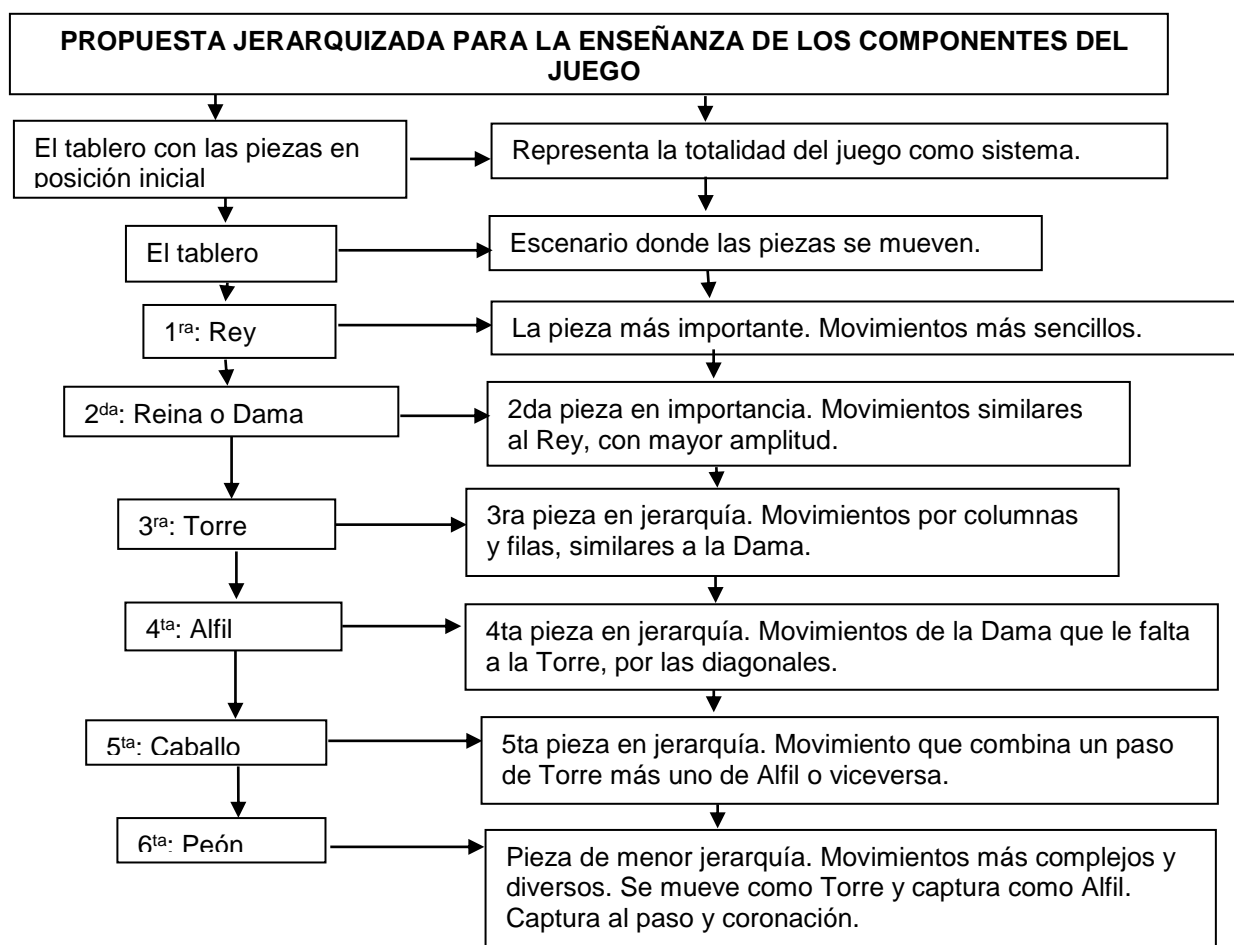 PROPUESTA JERARQUIZADA PARA LA ENSEÑANZA DE LOS COMPONENTES DEL
JUEGO
El tablero con las piezas en
posición inicial
Representa la totalidad del juego como sistema.
El tablero
Escenario donde las piezas se mueven.
1ra: Rey
La pieza más importante. Movimientos más sencillos.
2da: Reina o Dama
2da pieza en importancia. Movimientos similares
al Rey, con mayor amplitud.
3ra: Torre
3ra pieza en jerarquía. Movimientos por columnas
y filas, similares a la Dama.
4ta: Alfil
4ta pieza en jerarquía. Movimientos de la Dama que le falta
a la Torre, por las diagonales.
5ta: Caballo
5ta pieza en jerarquía. Movimiento que combina un paso
de Torre más uno de Alfil o viceversa.
6ta: Peón
Pieza de menor jerarquía. Movimientos más complejos y
diversos. Se mueve como Torre y captura como Alfil.
Captura al paso y coronación.